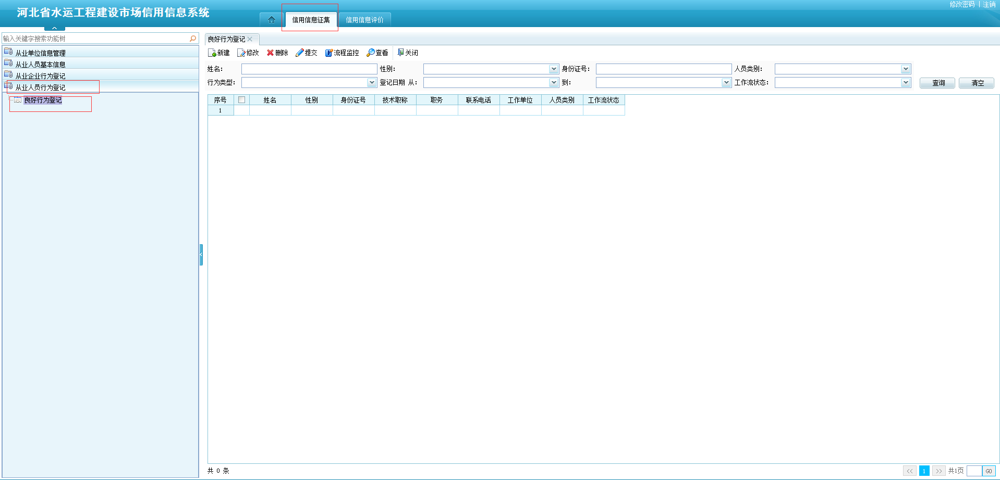 修改密码 | 注销
河北省水运工程建设市场信用信息系统
信用信息征集 信用信息评价
输入关键字搜索功能树
从业单位信息管理
从业人员基本信息
从业企业行为登记
从业人员行为登记
良好行为登记
良好行为登记
新建 修改 删除 提交 流程监控 查看 关闭
姓名: 性别: 身份证号: 人员类别:
行为类型: 登记日期 从: 到: 工作流状态: 查询 清空
序号 姓名 性别 身份证号 技术职称 职务 联系电话 工作单位 人员类别 工作流状态
1
共 0 条 << 1 >> 共1页 GO